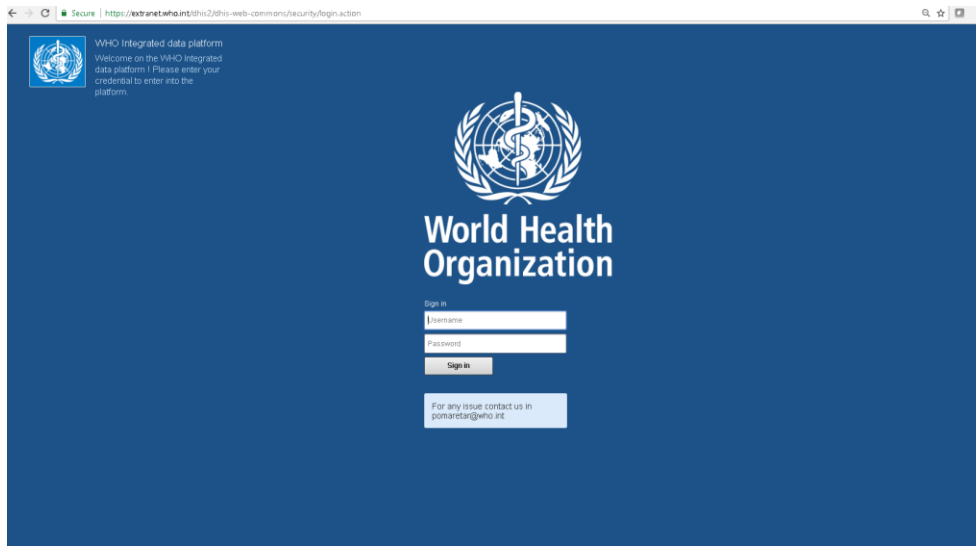 Secure | https://extranet.who.int/dhis2/dhis-web-commons/security/login.action
WHO Integrated data platform
Welcome on the WHO Integrated
data platform ! Please enter your
credential to enter into the
platform.
World Health
Organization
Sign in
Username
Password
Sign in
For any issue contact us in
pomaretar@who.int